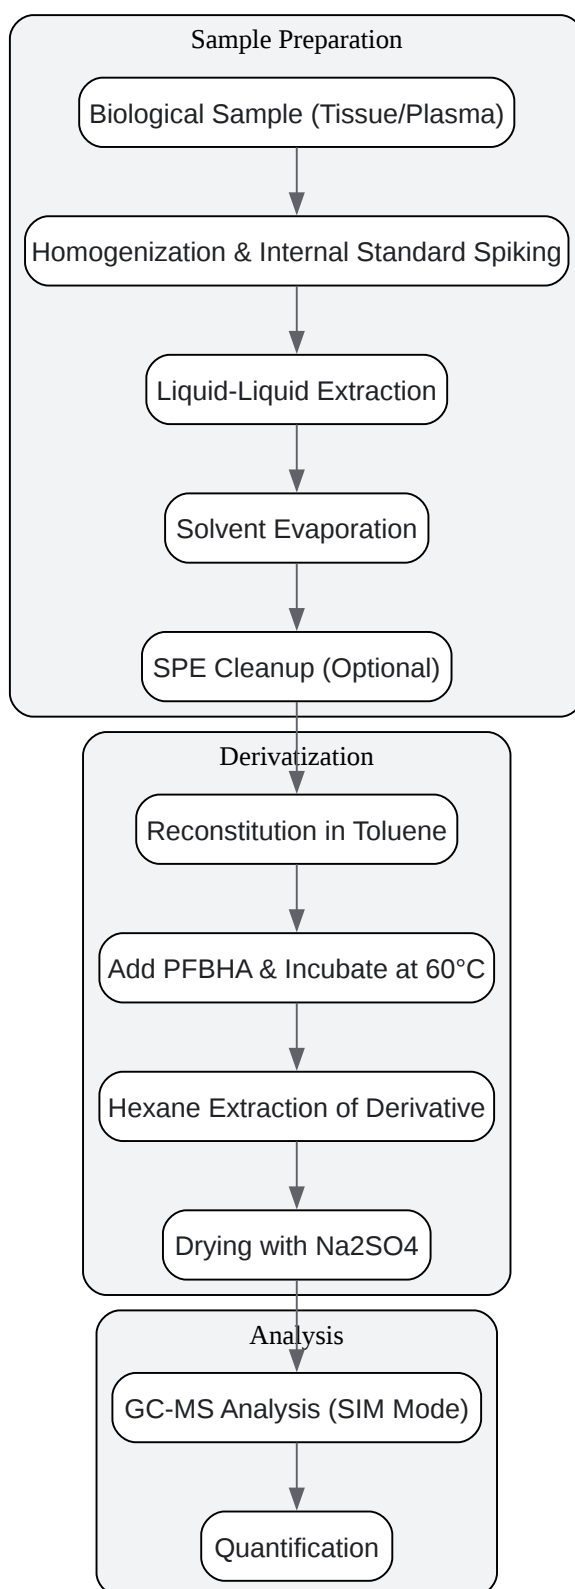 Sample Preparation
Biological Sample (Tissue/Plasma)
Homogenization & Internal Standard Spiking
Liquid-Liquid Extraction
Solvent Evaporation
SPE Cleanup (Optional)
Derivatization
Reconstitution in Toluene
Add PFBHA & Incubate at 60°C
Hexane Extraction of Derivative
Drying with Na2SO4
Analysis
GC-MS Analysis (SIM Mode)
Quantification